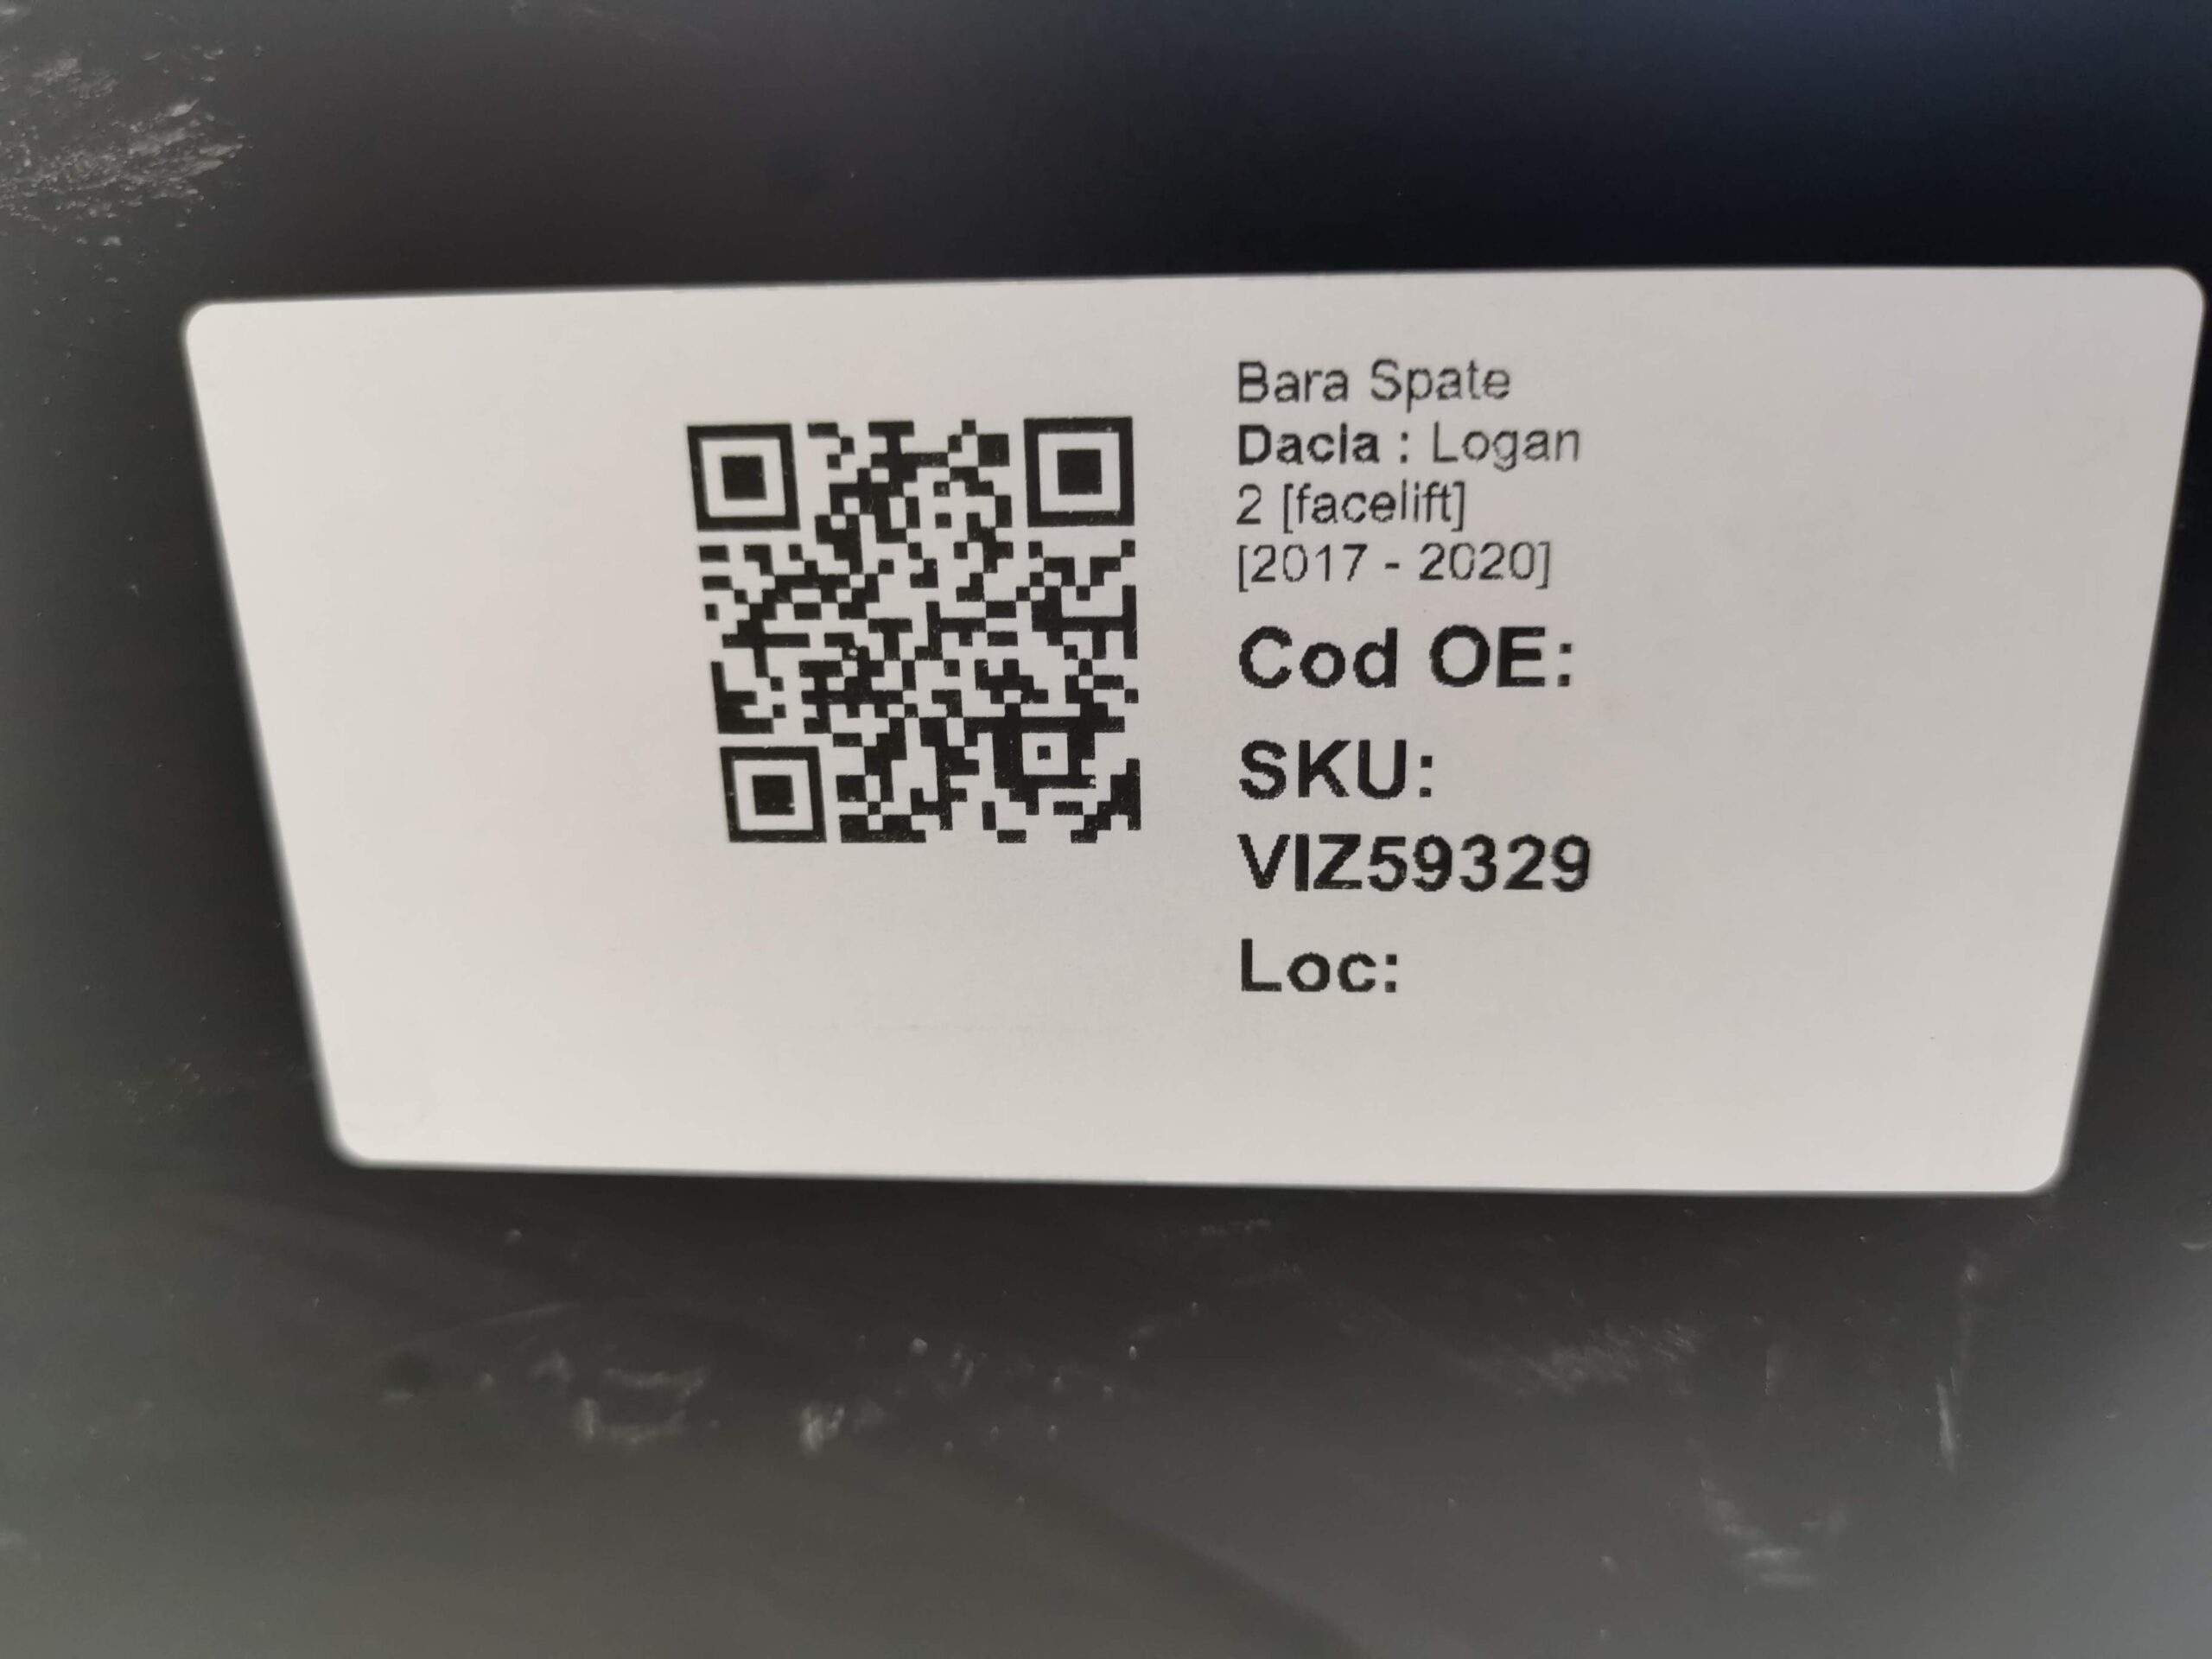 Bara Spate
Dacia : Logan
2 [facelift]
[2017 - 2020]
Cod OE:
SKU:
VIZ59329
Loc: